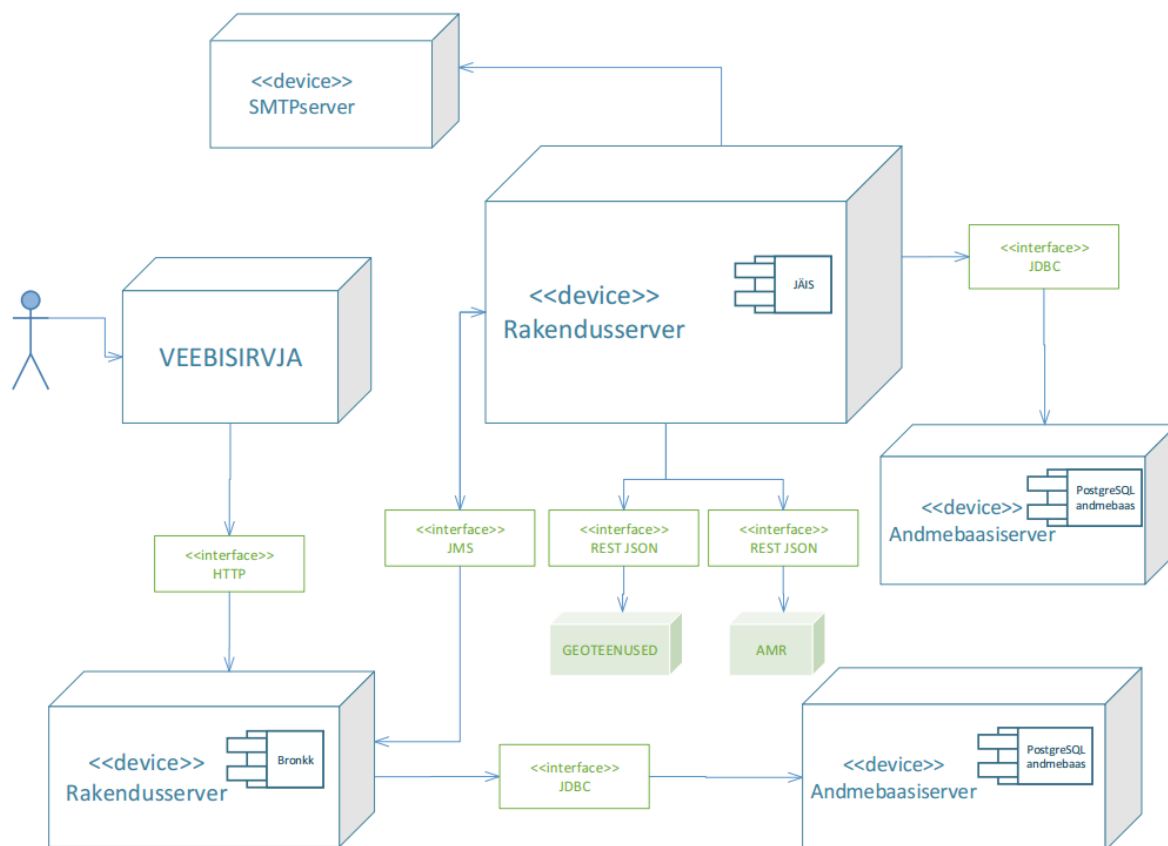 <<device>>
SMTPserver
<<device>>
Rakendusserver
JÄIS
<<interface>>
JDBC
VEEBISIRVJA
<<device>>
Andmebaasiserver
PostgreSQL
andmebaas
<<interface>>
HTTP
<<interface>>
JMS
<<interface>>
REST JSON
<<interface>>
REST JSON
GEOTEENUSED
AMR
<<device>>
Rakendusserver
Bronkk
<<interface>>
JDBC
<<device>>
Andmebaasiserver
PostgreSQL
andmebaas